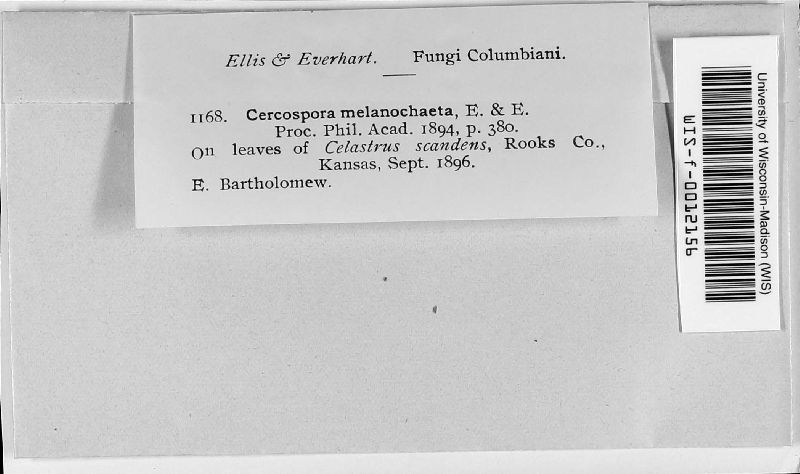 Ellis & Everhart. Fungi Columbiani.
1168. Cercospora melanochaeta, E. & E.
Proc. Phil. Acad. 1894, p. 380.
On leaves of Celastrus scandens, Rooks Co.,
Kansas, Sept. 1896.
E. Bartholomew.
University of Wisconsin-Madison (WIS)
WIS-f-0012156